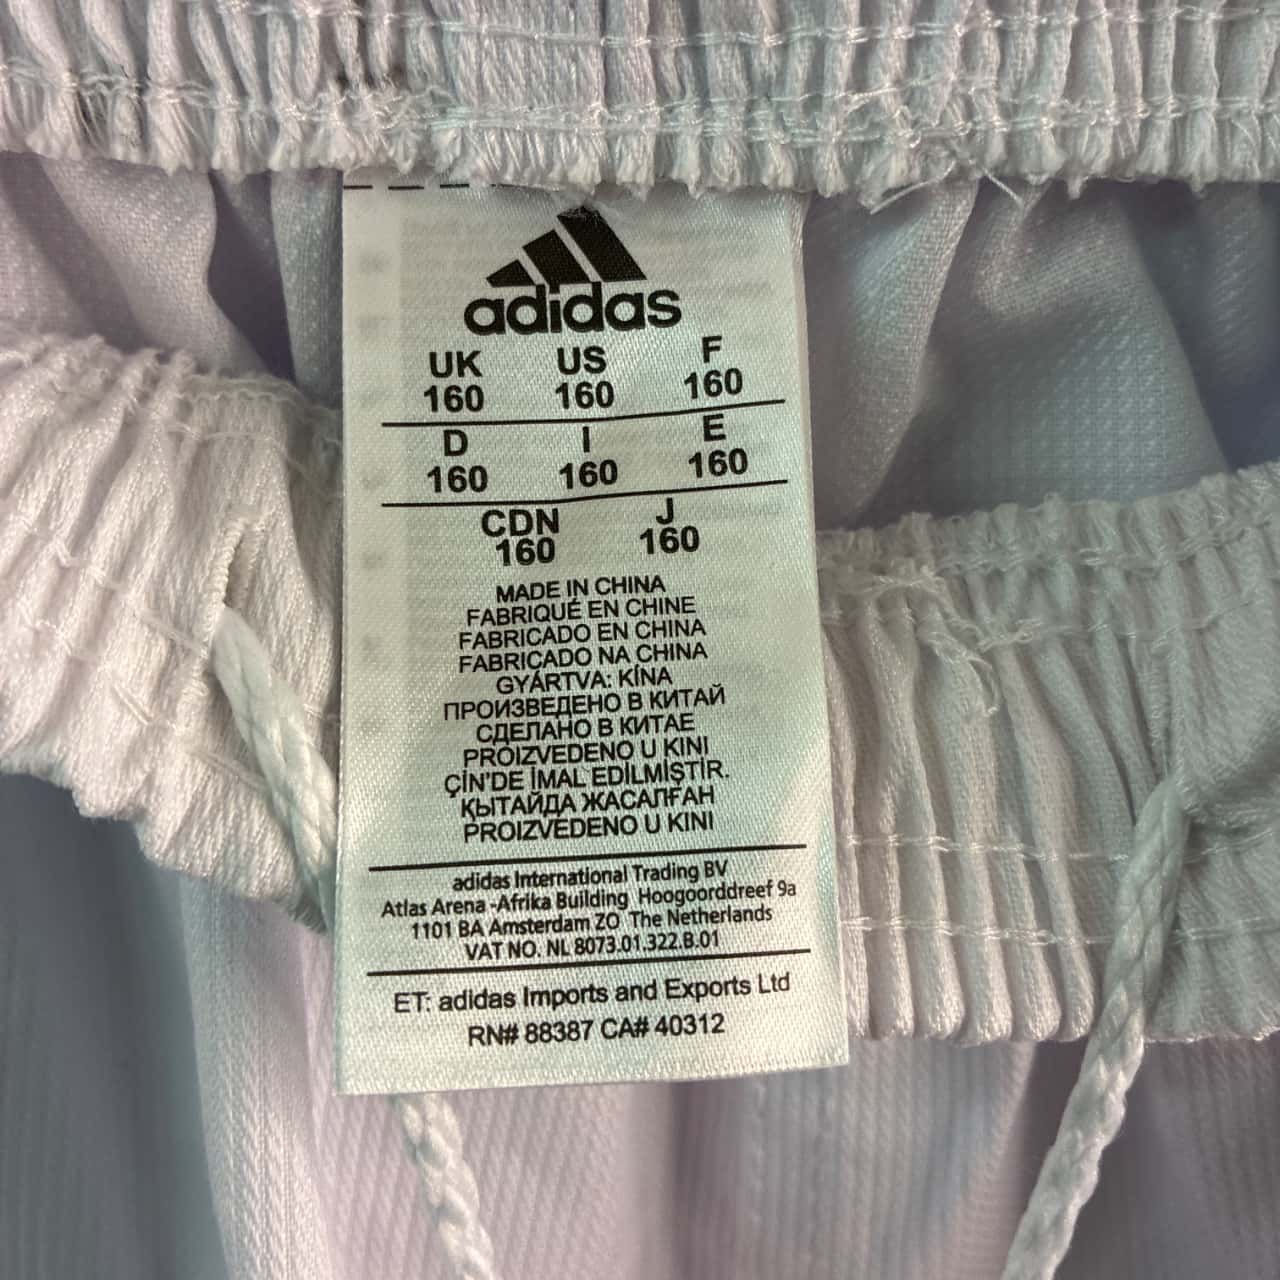 adidas
UK US F
160 160 160
D I E
160 160 160
CDN J
160 160
MADE IN CHINA
FABRIQUÉ EN CHINE
FABRICADO EN CHINA
FABRICADO NA CHINA
GYÁRTVA: KÍNA
ПРОИЗВЕДЕНО В КИТАЙ
СДЕЛАНО В КИТАЕ
PROIZVEDENO U KINI
ÇİN'DE İMAL EDİLMİŞTİR.
ҚЫТАЙДА ЖАСАЛҒАН
PROIZVEDENO U KINI
adidas International Trading BV
Atlas Arena -Afrika Building Hoogoorddreef 9a
1101 BA Amsterdam ZO The Netherlands
VAT NO. NL 8073.01.322.B.01
ET: adidas Imports and Exports Ltd
RN# 88387 CA# 40312